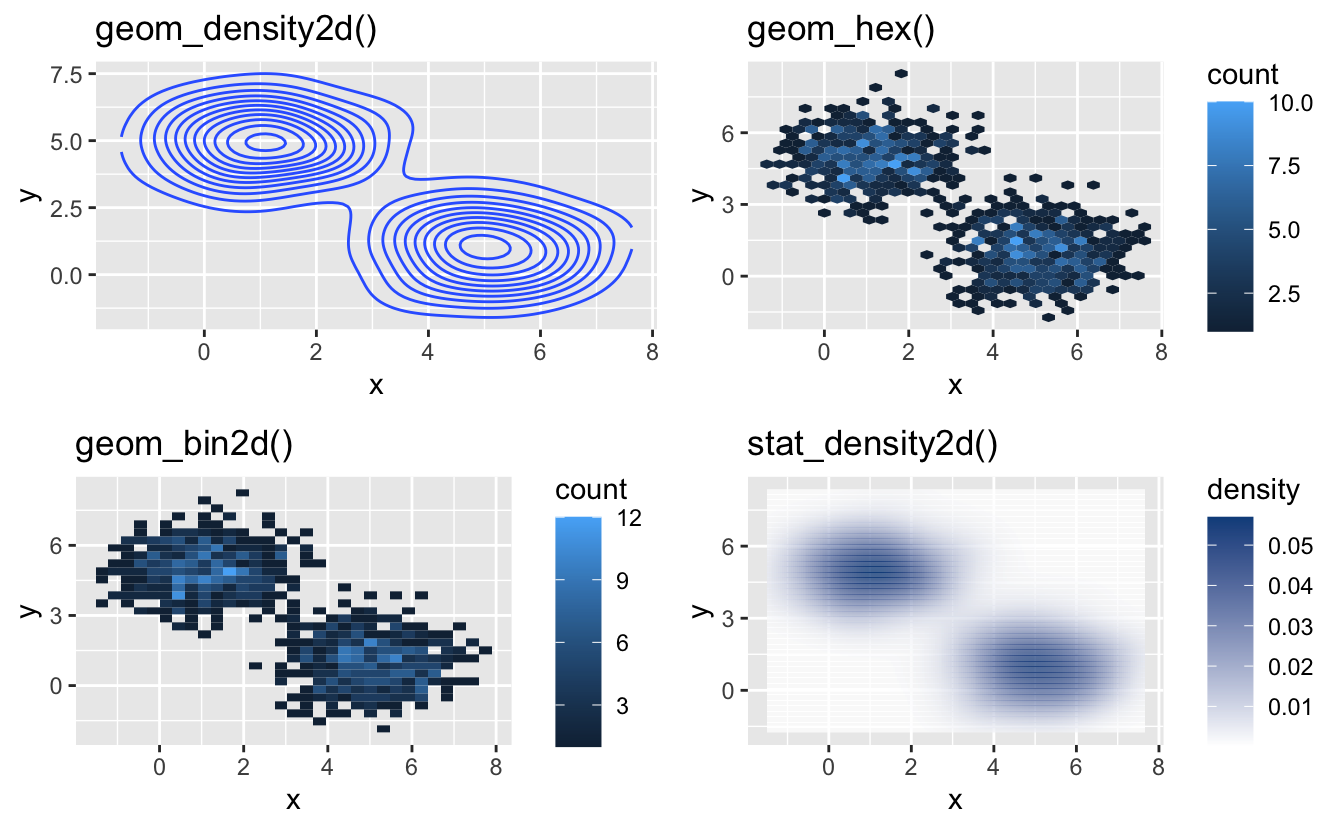 geom_density2d()
7.5
5.0
2.5
0.0
y
0 2 4 6 8
x
geom_hex()
6
3
0
y
0 2 4 6 8
x
count
10.0
7.5
5.0
2.5
geom_bin2d()
6
3
0
y
0 2 4 6 8
x
count
12
9
6
3
stat_density2d()
6
3
0
y
0 2 4 6 8
x
density
0.05
0.04
0.03
0.02
0.01